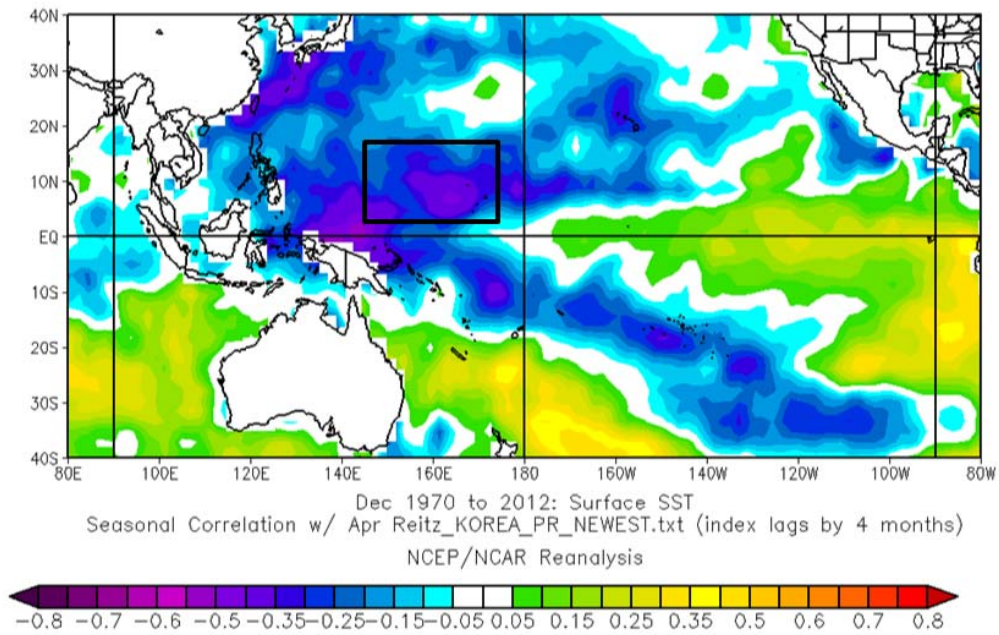 40N
30N
20N
10N
EQ
10S
20S
30S
40S
80E 100E 120E 140E 160E 180 160W 140W 120W 100W 80W
Dec 1970 to 2012: Surface SST
Seasonal Correlation w/ Apr Reitz_KOREA_PR_NEWEST.txt (index lags by 4 months)
NCEP/NCAR Reanalysis
-0.8 -0.7 -0.6 -0.5 -0.35 -0.25 -0.15 -0.05 0.05 0.15 0.25 0.35 0.5 0.6 0.7 0.8